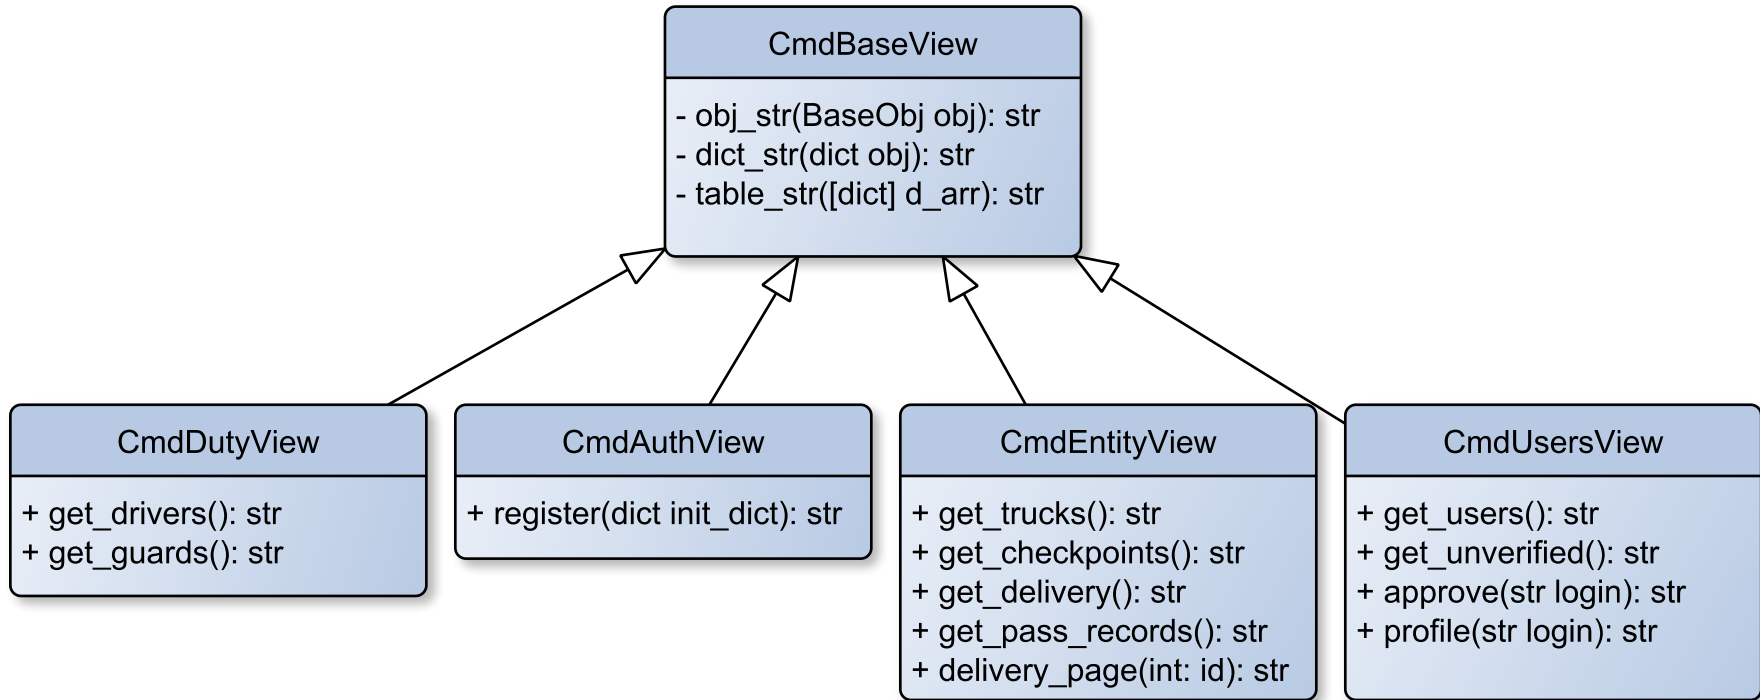 CmdBaseView
- obj_str(BaseObj obj): str
- dict_str(dict obj): str
- table_str([dict] d_arr): str
CmdDutyView
+ get_drivers(): str
+ get_guards(): str
CmdAuthView
+ register(dict init_dict): str
CmdEntityView
+ get_trucks(): str
+ get_checkpoints(): str
+ get_delivery(): str
+ get_pass_records(): str
+ delivery_page(int: id): str
CmdUsersView
+ get_users(): str
+ get_unverified(): str
+ approve(str login): str
+ profile(str login): str